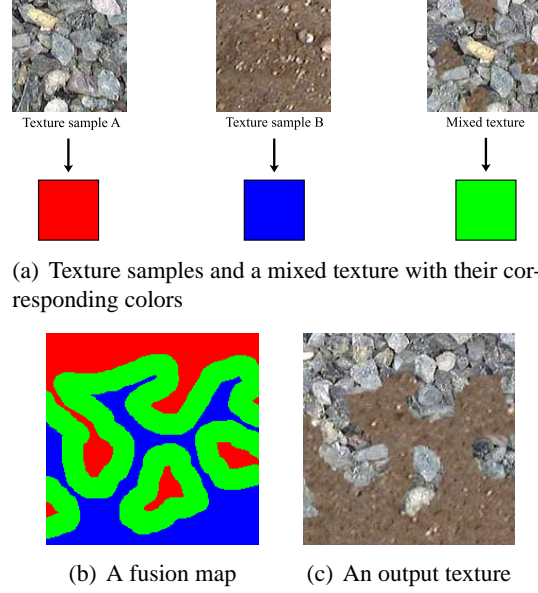 Texture sample A
Texture sample B
Mixed texture
(a) Texture samples and a mixed texture with their cor-
responding colors
(b) A fusion map
(c) An output texture